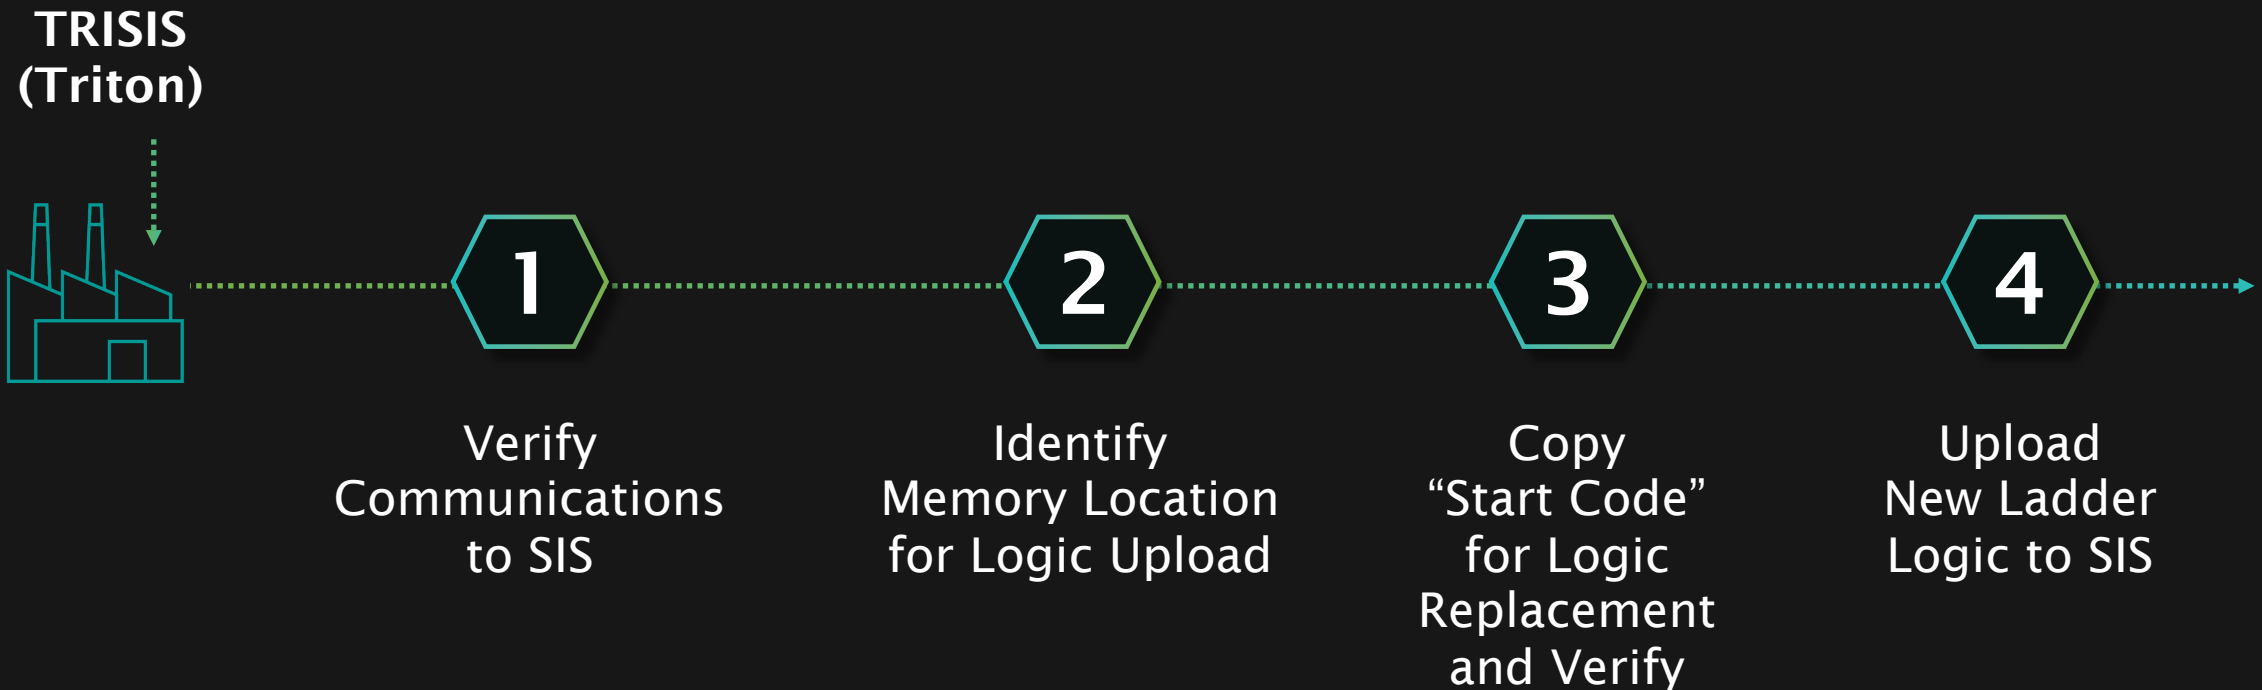 TRISIS
(Triton)
1
Verify
Communications
to SIS
2
Identify
Memory Location
for Logic Upload
3
Copy
“Start Code”
for Logic
Replacement
and Verify
4
Upload
New Ladder
Logic to SIS